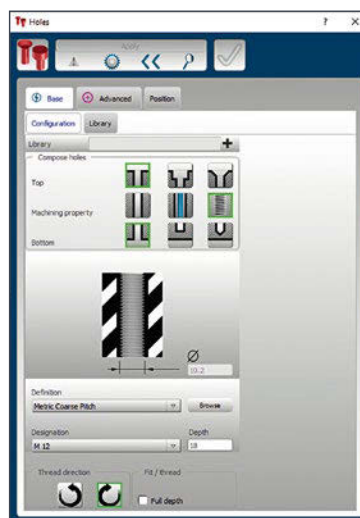 Holes
? X
Apply
Base Advanced Position
Configuration Library
Library
Compose holes
Top
Machining property
Bottom
Ø
10.2
Definition
Metric Coarse Pitch Browse
Designation Depth
M 12 18
Thread direction Fit / thread
Full depth